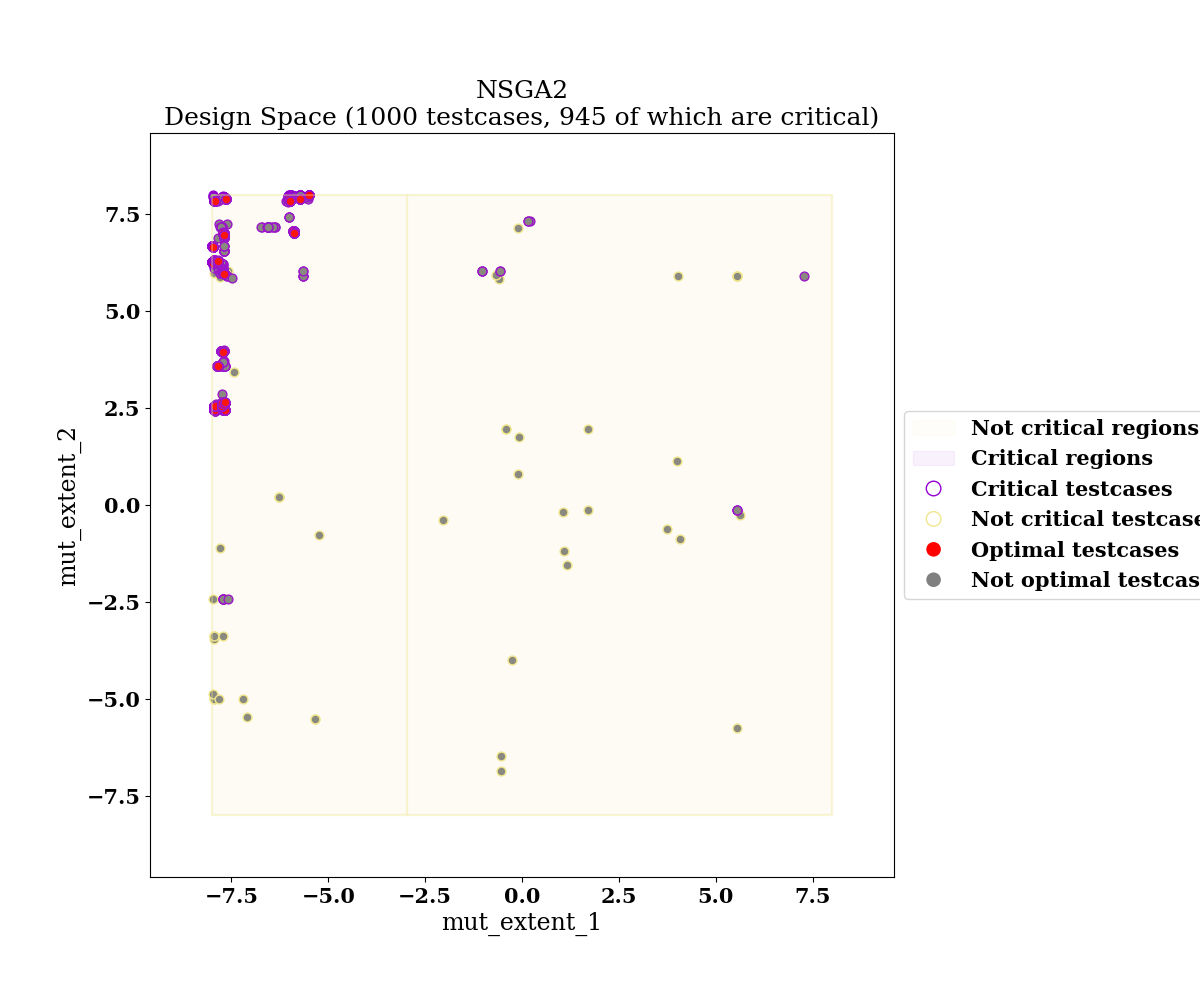 NSGA2
Design Space (1000 testcases, 945 of which are critical)
7.5
5.0
2.5
0.0
−2.5
−5.0
−7.5
mut_extent_2
−7.5
−5.0
−2.5
0.0
2.5
5.0
7.5
mut_extent_1
Not critical regions
Critical regions
Critical testcases
Not critical testcase
Optimal testcases
Not optimal testcas